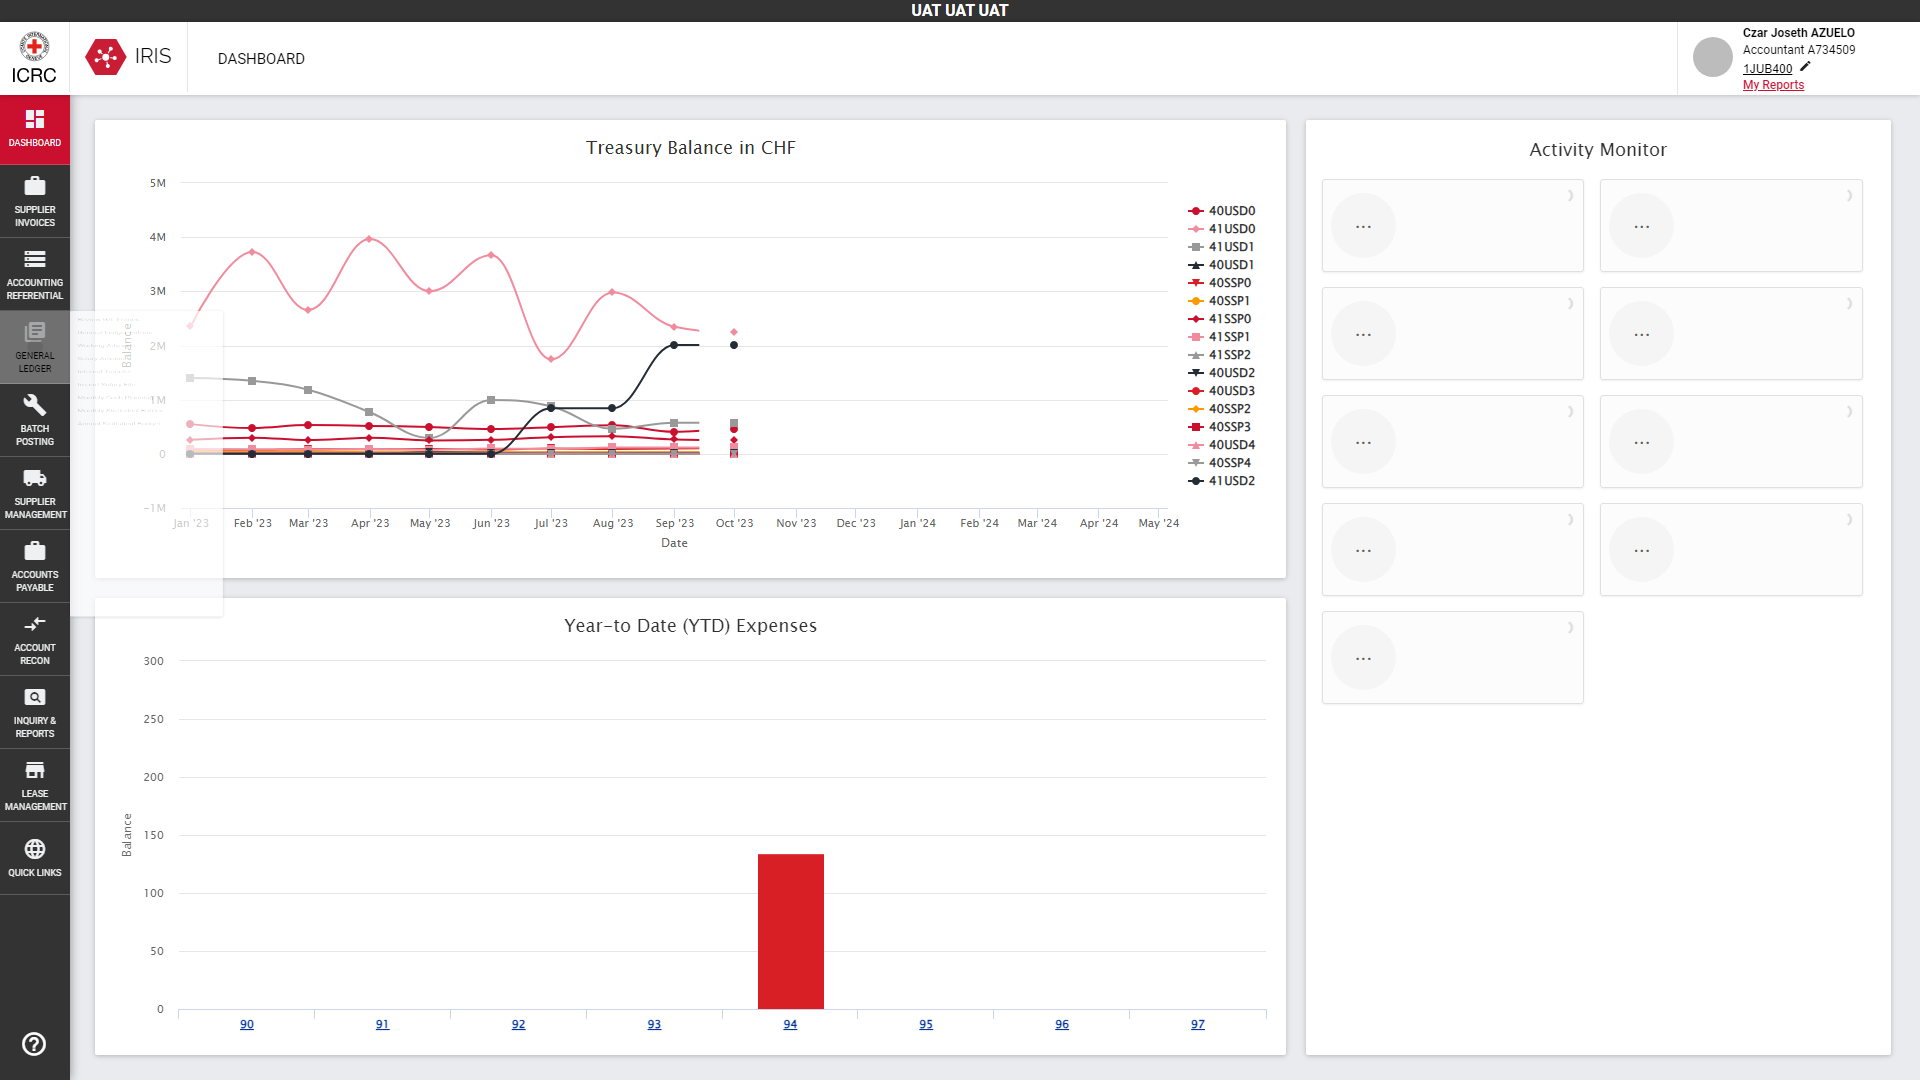 UAT UAT UAT
ICRC
IRIS
DASHBOARD
Czar Joseth AZUELO
Accountant A734509
1JUB400
My Reports
DASHBOARD
SUPPLIER
INVOICES
ACCOUNTING
REFERENTIAL
GENERAL
LEDGER
BATCH
POSTING
SUPPLIER
MANAGEMENT
ACCOUNTS
PAYABLE
ACCOUNT
RECON
INQUIRY &
REPORTS
LEASE
MANAGEMENT
QUICK LINKS
Treasury Balance in CHF
5M
4M
3M
2M
1M
0
-1M
Balance
Jan '23 Feb '23 Mar '23 Apr '23 May '23 Jun '23 Jul '23 Aug '23 Sep '23 Oct '23 Nov '23 Dec '23 Jan '24 Feb '24 Mar '24 Apr '24 May '24
Date
40USD0
41USD0
41USD1
40USD1
40SSP0
40SSP1
41SSP0
41SSP1
41SSP2
40USD2
40USD3
40SSP2
40SSP3
40USD4
40SSP4
41USD2
Year-to Date (YTD) Expenses
300
250
200
150
100
50
0
Balance
90 91 92 93 94 95 96 97
Activity Monitor
... ...
... ...
... ...
... ...
...